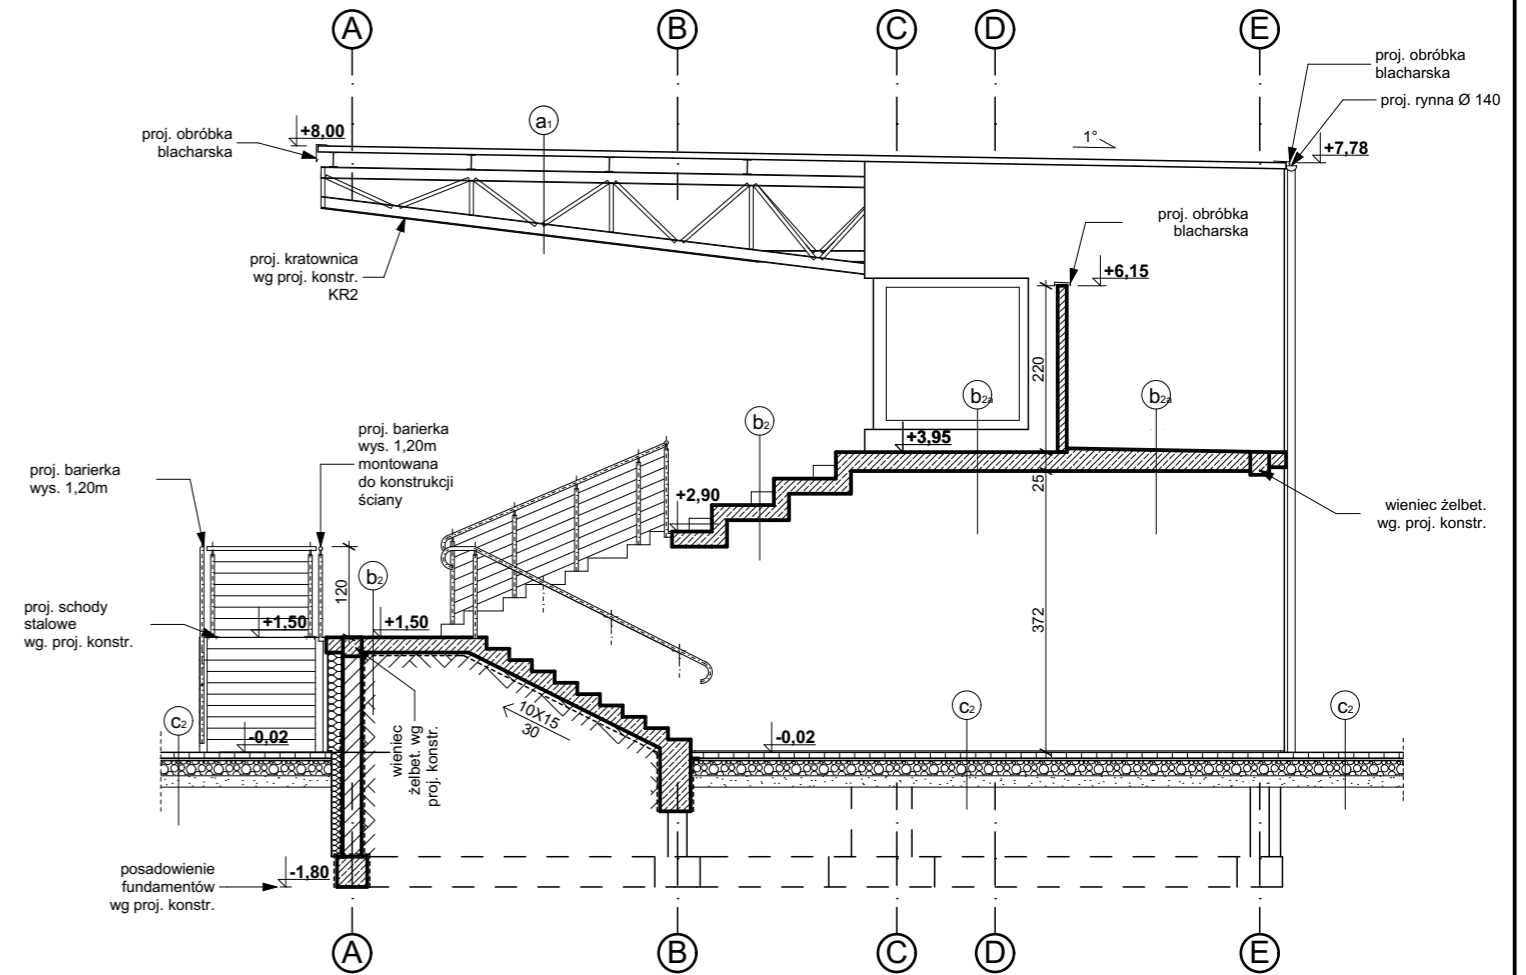 A
B
C
D
E
proj. obróbka
blacharska
proj. rynna Ø 140
proj. obróbka
blacharska
+8,00
a1
1°
+7,78
proj. obróbka
blacharska
proj. kratownica
wg proj. konstr.
KR2
+6,15
220
b2
b2a
b2a
+3,95
25
proj. barierka
wys. 1,20m
montowana
do konstrukcji
ściany
proj. barierka
wys. 1,20m
+2,90
wieniec żelbet.
wg. proj. konstr.
120
b2
proj. schody
stalowe
wg. proj. konstr.
+1,50
+1,50
372
c2
10X15
30
c2
c2
-0,02
-0,02
wieniec
żelbet. wg
proj. konstr.
posadowienie
fundamentów
wg proj. konstr.
-1,80
A
B
C
D
E